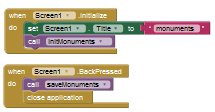 when Screen1 .Initialize
do set Screen1 . Title to " monuments "
call initMonuments
when Screen1 .BackPressed
do call saveMonuments
close application